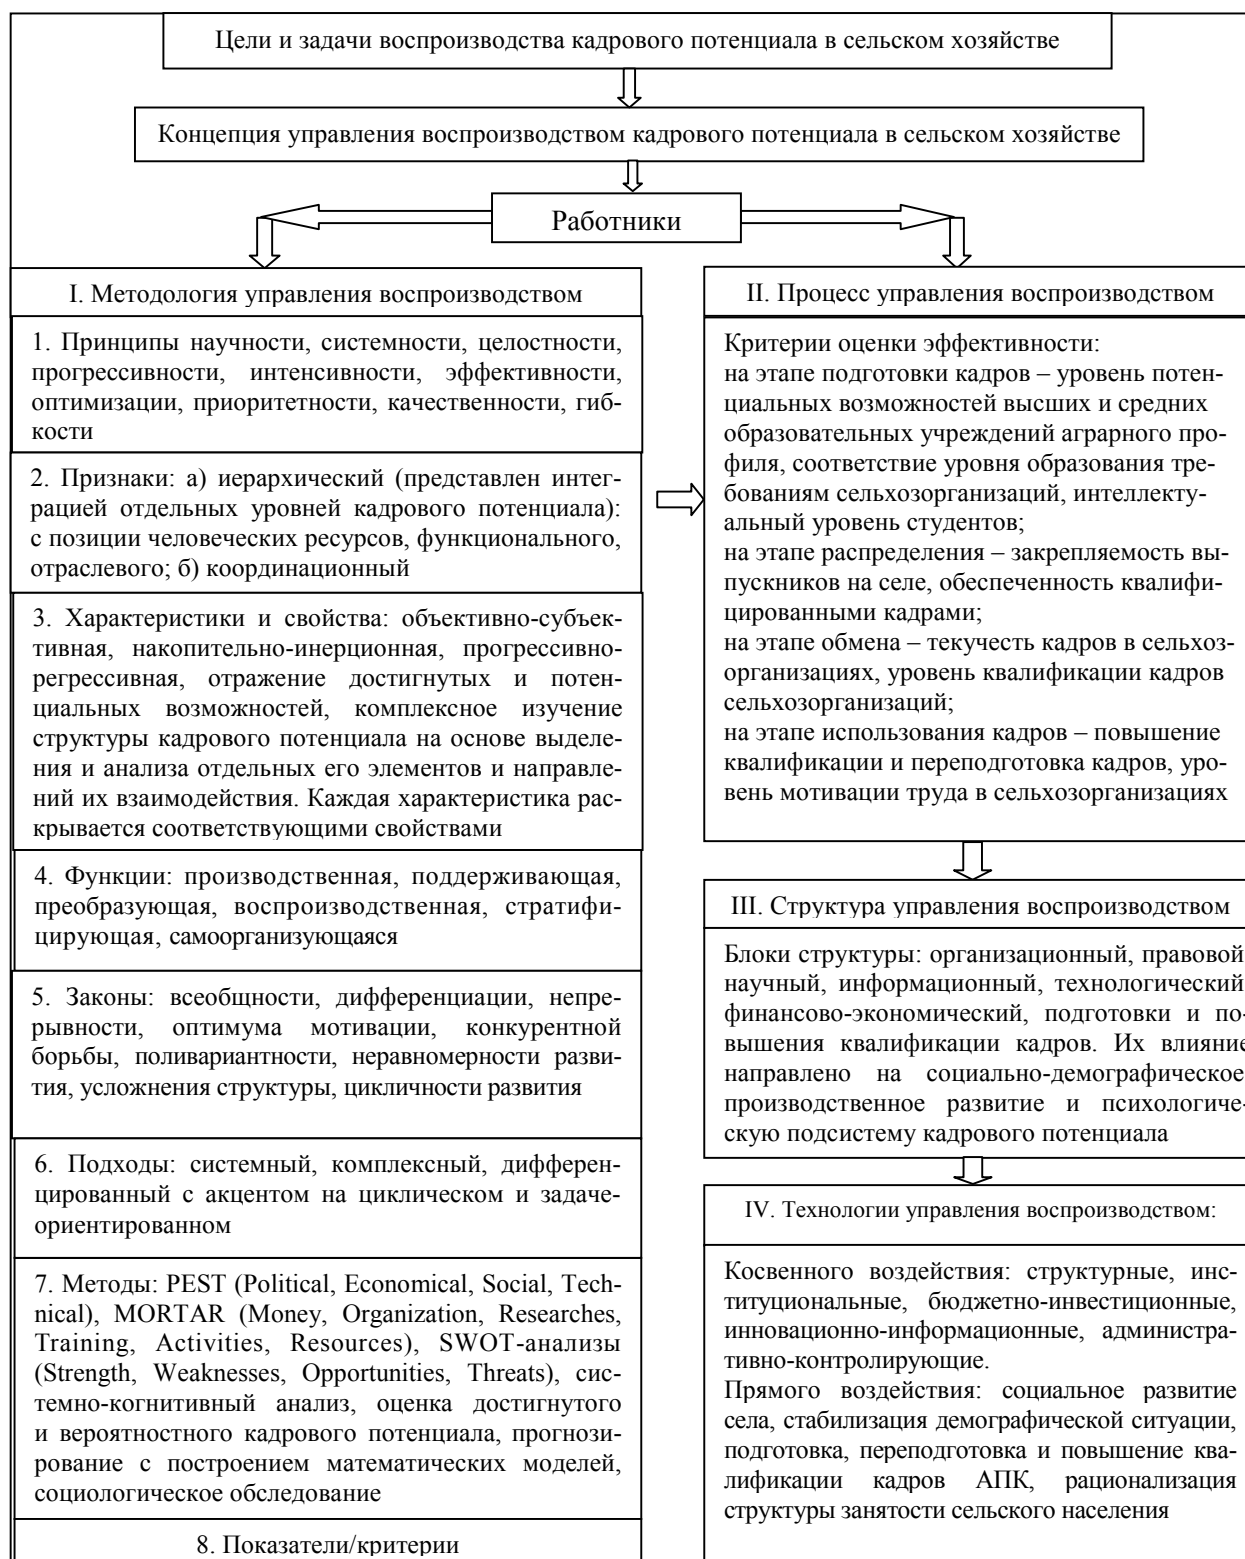 Цели и задачи воспроизводства кадрового потенциала в сельском хозяйстве
Концепция управления воспроизводством кадрового потенциала в сельском хозяйстве
Работники
I. Методология управления воспроизводством
1. Принципы научности, системности, целостности,
прогрессивности, интенсивности, эффективности,
оптимизации, приоритетности, качественности, гиб-
кости
2. Признаки: а) иерархический (представлен интег-
рацией отдельных уровней кадрового потенциала):
с позиции человеческих ресурсов, функционального,
отраслевого; б) координационный
3. Характеристики и свойства: объективно-субъек-
тивная, накопительно-инерционная, прогрессивно-
регрессивная, отражение достигнутых и потен-
циальных возможностей, комплексное изучение
структуры кадрового потенциала на основе выделе-
ния и анализа отдельных его элементов и направле-
ний их взаимодействия. Каждая характеристика рас-
крывается соответствующими свойствами
4. Функции: производственная, поддерживающая,
преобразующая, воспроизводственная, стратифи-
цирующая, самоорганизующаяся
5. Законы: всеобщности, дифференциации, непре-
рывности, оптимума мотивации, конкурентной
борьбы, поливариантности, неравномерности разви-
тия, усложнения структуры, цикличности развития
6. Подходы: системный, комплексный, дифферен-
цированный с акцентом на циклическом и задаче-
ориентированном
7. Методы: PEST (Political, Economical, Social, Tech-
nical), MORTAR (Money, Organization, Researches,
Training, Activities, Resources), SWOT-анализы
(Strength, Weaknesses, Opportunities, Threats), сис-
темно-когнитивный анализ, оценка достигнутого
и вероятностного кадрового потенциала, прогнози-
рование с построением математических моделей,
социологическое обследование
8. Показатели/критерии
II. Процесс управления воспроизводством
Критерии оценки эффективности:
на этапе подготовки кадров – уровень потен-
циальных возможностей высших и средних
образовательных учреждений аграрного про-
филя, соответствие уровня образования тре-
бованиям сельхозорганизаций, интеллекту-
альный уровень студентов;
на этапе распределения – закрепляемость вы-
пускников на селе, обеспеченность квалифи-
цированными кадрами;
на этапе обмена – текучесть кадров в сельхоз-
организациях, уровень квалификации кадров
сельхозорганизаций;
на этапе использования кадров – повышение
квалификации и переподготовка кадров, уро-
вень мотивации труда в сельхозорганизациях
III. Структура управления воспроизводством
Блоки структуры: организационный, правовой
научный, информационный, технологический
финансово-экономический, подготовки и по-
вышения квалификации кадров. Их влияние
направлено на социально-демографическое
производственное развитие и психологиче-
скую подсистему кадрового потенциала
IV. Технологии управления воспроизводством:
Косвенного воздействия: структурные, инс-
титуциональные, бюджетно-инвестиционные,
инновационно-информационные, администра-
тивно-контролирующие.
Прямого воздействия: социальное развитие
села, стабилизация демографической ситуации,
подготовка, переподготовка и повышение ква-
лификации кадров АПК, рационализация
структуры занятости сельского населения